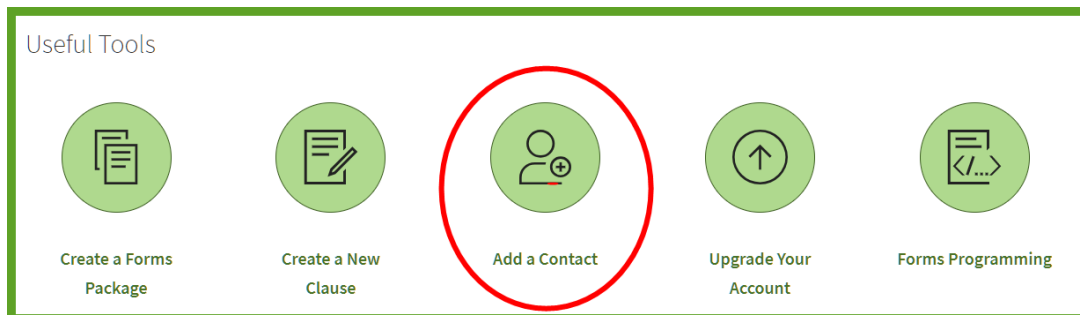 Useful Tools
Create a Forms
Package
Create a New
Clause
Add a Contact
Upgrade Your
Account
Forms Programming